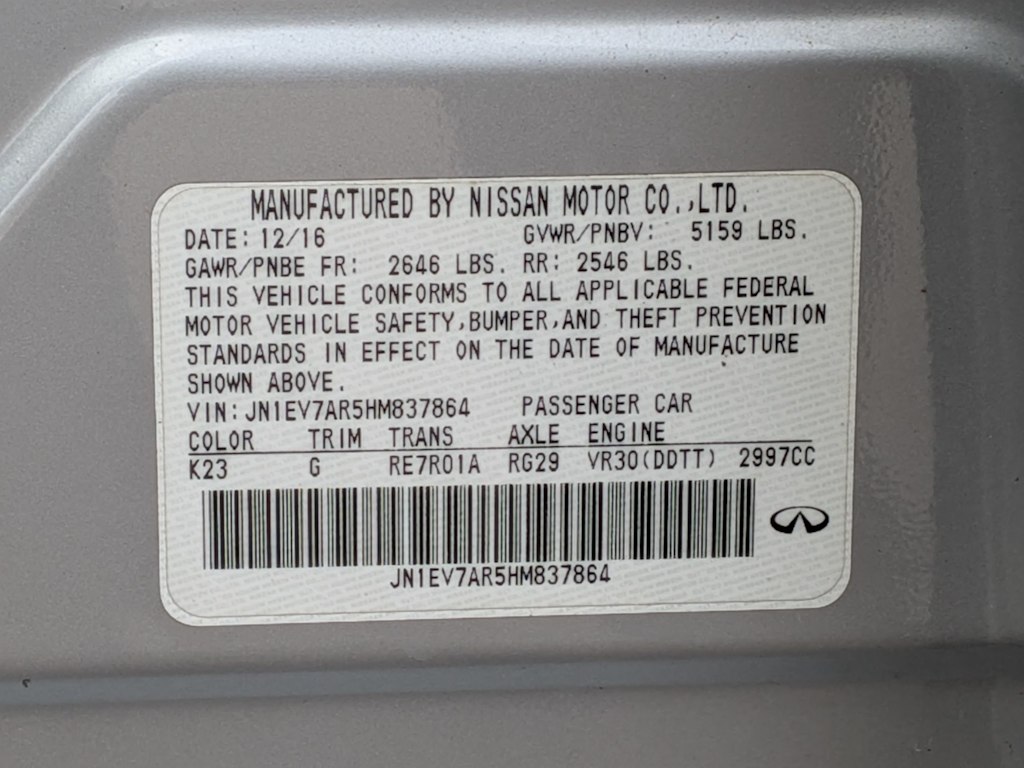 MANUFACTURED BY NISSAN MOTOR CO.,LTD.
DATE: 12/16 GVWR/PNBV: 5159 LBS.
GAWR/PNBE FR: 2646 LBS. RR: 2546 LBS.
THIS VEHICLE CONFORMS TO ALL APPLICABLE FEDERAL
MOTOR VEHICLE SAFETY,BUMPER,AND THEFT PREVENTION
STANDARDS IN EFFECT ON THE DATE OF MANUFACTURE
SHOWN ABOVE.
VIN:JN1EV7AR5HM837864 PASSENGER CAR
COLOR TRIM TRANS AXLE ENGINE
K23 G RE7R01A RG29 VR30(DDTT) 2997CC
JN1EV7AR5HM837864